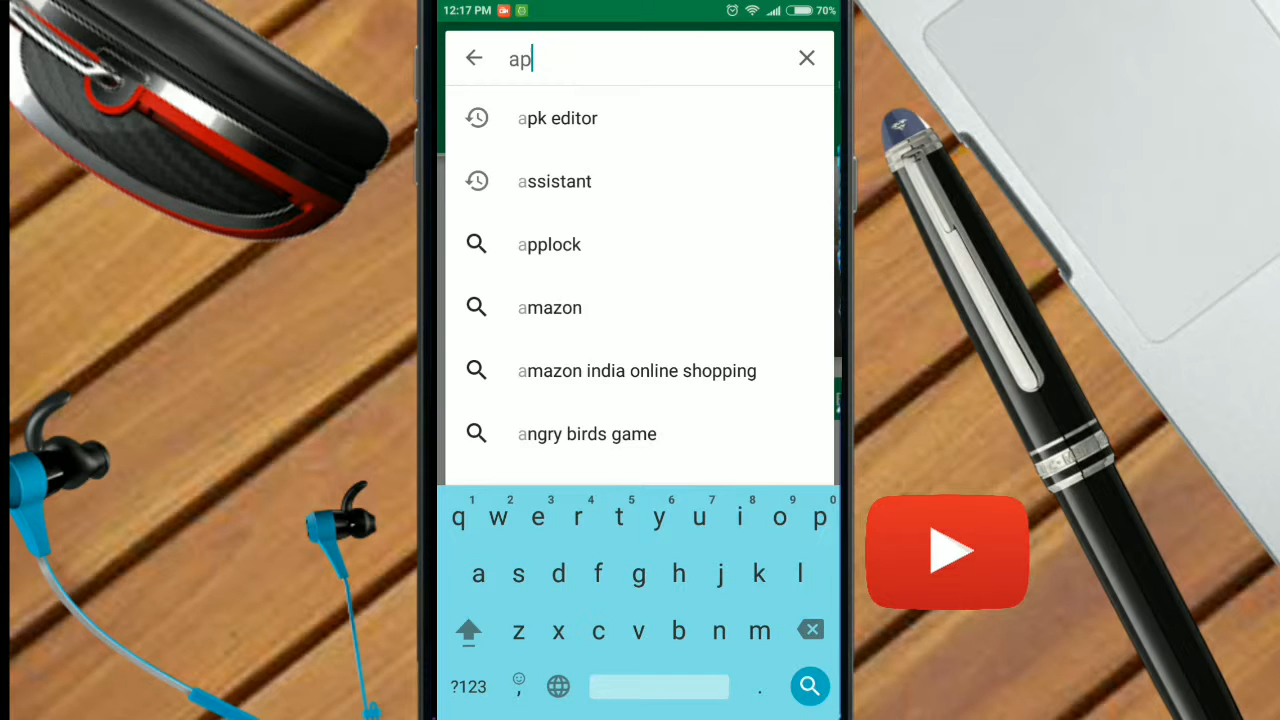 12:17 PM 70%
ap
apk editor
assistant
applock
amazon
amazon india online shopping
angry birds game
1 2 3 4 5 6 7 8 9 0
q w e r t y u i o p
a s d f g h j k l
z x c v b n m
?123 , .